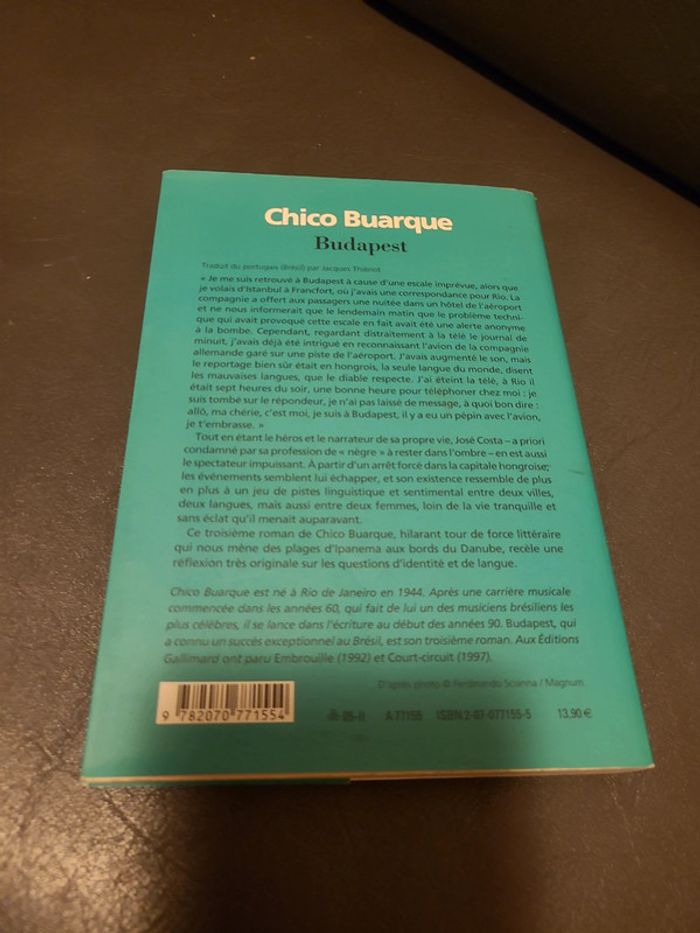 Chico Buarque
Budapest
Traduit du portugais (Brésil) par Jacques Thiériot
« Je me suis retrouvé à Budapest à cause d'une escale imprévue, alors que
je volais d'Istanbul à Francfort, où j'avais une correspondance pour Rio. La
compagnie a offert aux passagers une nuitée dans un hôtel de l'aéroport
et ne nous informerait que le lendemain matin que le problème techni-
que qui avait provoqué cette escale en fait avait été une alerte anonyme
à la bombe. Cependant, regardant distraitement à la télé le journal de
minuit, j'avais déjà été intrigué en reconnaissant l'avion de la compagnie
allemande garé sur une piste de l'aéroport. J'avais augmenté le son, mais
le reportage bien sûr était en hongrois, la seule langue du monde, disent
les mauvaises langues, que le diable respecte. J'ai éteint la télé, à Rio il
était sept heures du soir, une bonne heure pour téléphoner chez moi : je
suis tombé sur le répondeur, je n'ai pas laissé de message, à quoi bon dire :
allô, ma chérie, c'est moi, je suis à Budapest, il y a eu un pépin avec l'avion,
je t'embrasse. »
Tout en étant le héros et le narrateur de sa propre vie, José Costa – a priori
condamné par sa profession de « nègre » à rester dans l'ombre – en est aussi
le spectateur impuissant. À partir d'un arrêt forcé dans la capitale hongroise,
les événements semblent lui échapper, et son existence ressemble de plus
en plus à un jeu de pistes linguistique et sentimental entre deux villes,
deux langues, mais aussi entre deux femmes, loin de la vie tranquille et
sans éclat qu'il menait auparavant.
Ce troisième roman de Chico Buarque, hilarant tour de force littéraire
qui nous mène des plages d'Ipanema aux bords du Danube, recèle une
réflexion très originale sur les questions d'identité et de langue.
Chico Buarque est né à Rio de Janeiro en 1944. Après une carrière musicale
commencée dans les années 60, qui fait de lui un des musiciens brésiliens les
plus célèbres, il se lance dans l'écriture au début des années 90. Budapest, qui
a connu un succès exceptionnel au Brésil, est son troisième roman. Aux Éditions
Gallimard ont paru Embrouille (1992) et Court-circuit (1997).
D'après photo © Ferdinando Scianna / Magnum.
9 782070 771554
05-II A 77155 ISBN 2-07-077155-5 13,90 €